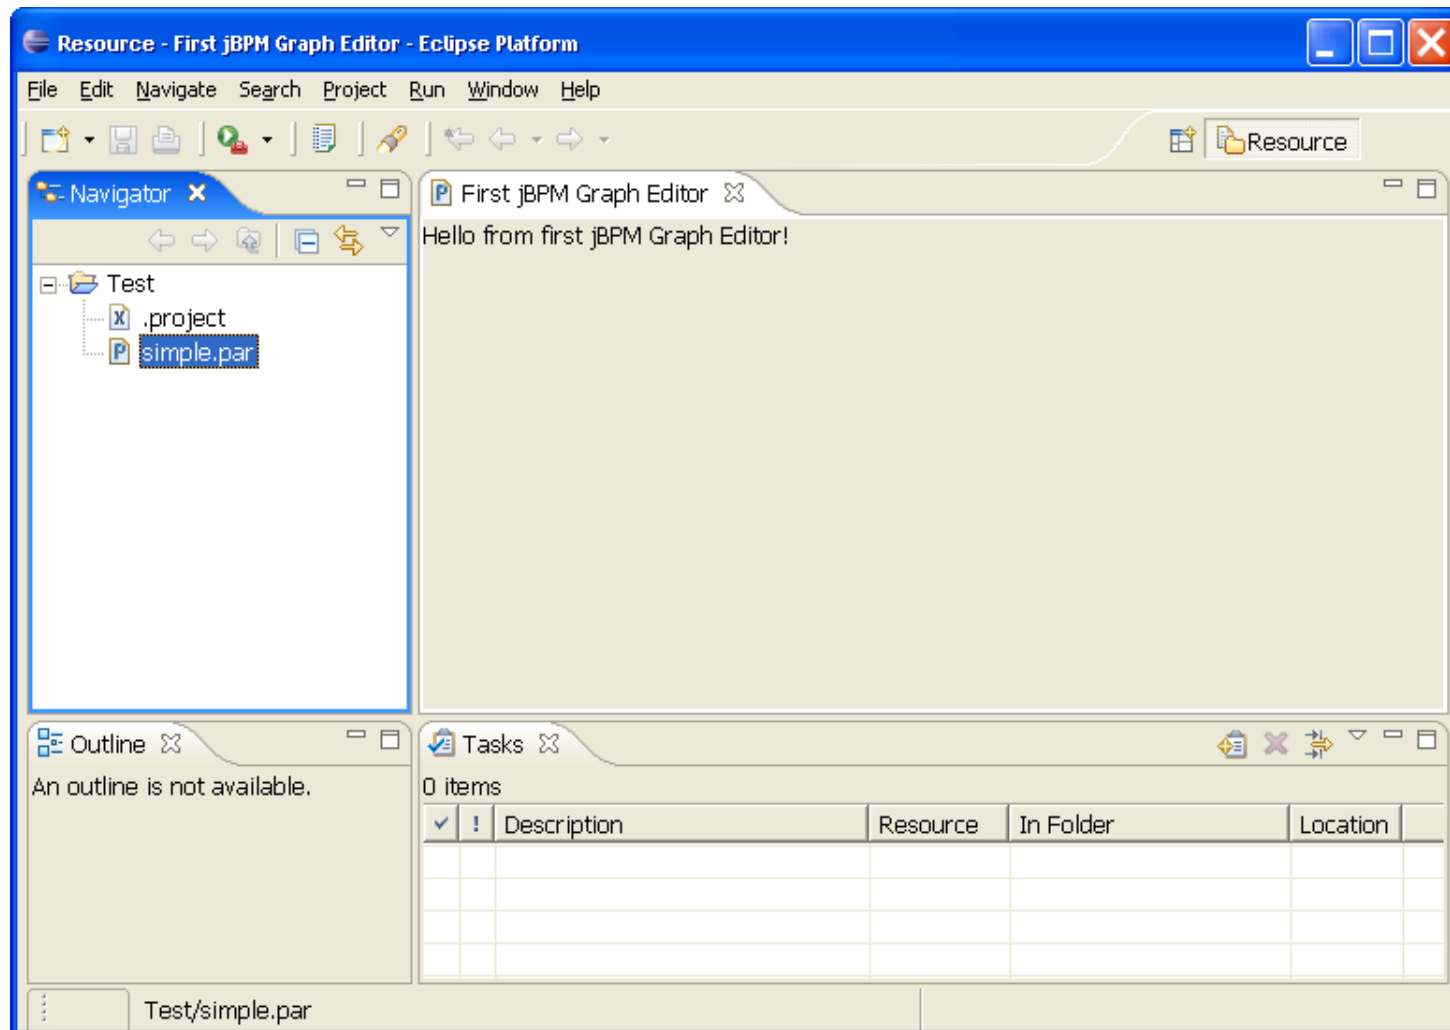 Resource - First jBPM Graph Editor - Eclipse Platform
File Edit Navigate Search Project Run Window Help
Resource
Navigator
First jBPM Graph Editor
Hello from first jBPM Graph Editor!
Test
.project
simple.par
Outline
An outline is not available.
Tasks
0 items
! Description Resource In Folder Location
Test/simple.par